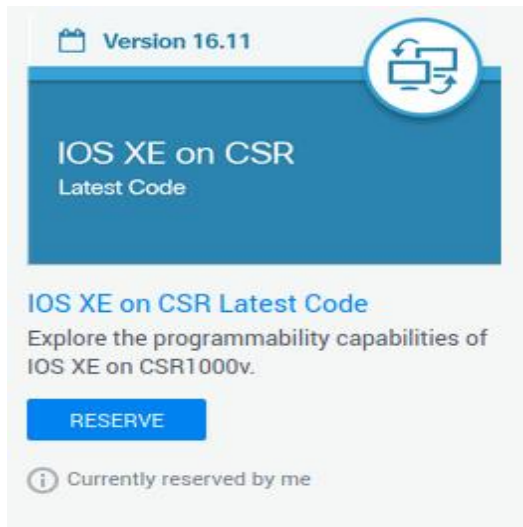 Version 16.11
IOS XE on CSR
Latest Code
IOS XE on CSR Latest Code
Explore the programmability capabilities of
IOS XE on CSR1000v.
RESERVE
Currently reserved by me